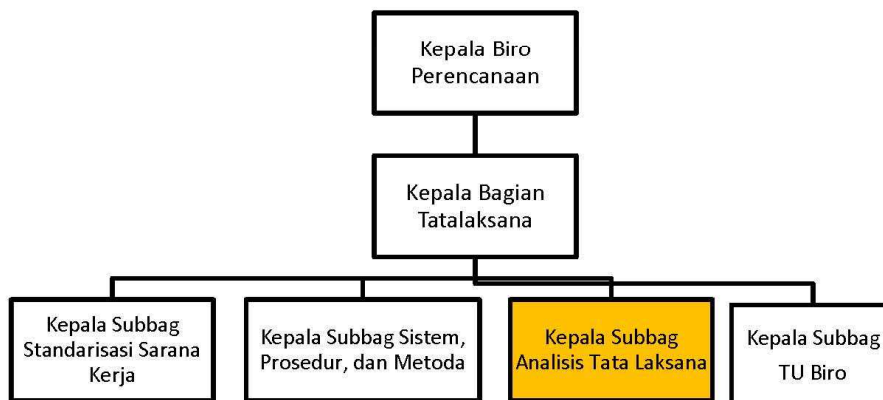 Kepala Biro
Perencanaan
Kepala Bagian
Tatalaksana
Kepala Subbag
Standarisasi Sarana
Kerja
Kepala Subbag Sistem,
Prosedur, dan Metoda
Kepala Subbag
Analisis Tata Laksana
Kepala Subbag
TU Biro